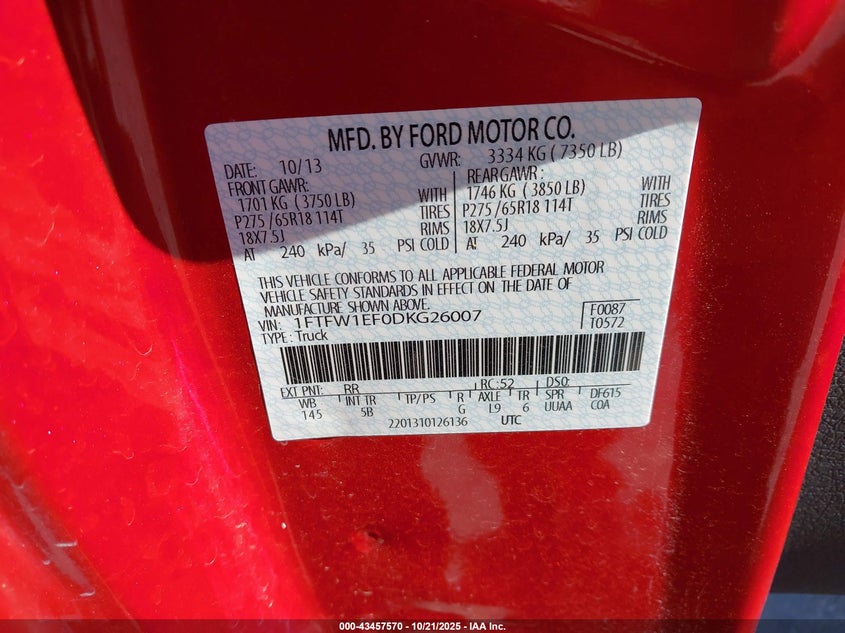 MFD. BY FORD MOTOR CO.
DATE: 10/13 GVWR: 3334 KG ( 7350 LB)
FRONT GAWR: REAR GAWR:
1701 KG ( 3750 LB) WITH 1746 KG ( 3850 LB) WITH
P275 /65R18 114T TIRES P275 /65R18 114T TIRES
18X7.5J RIMS 18X7.5J RIMS
AT 240 kPa/ 35 PSI COLD AT 240 kPa/ 35 PSI COLD
THIS VEHICLE CONFORMS TO ALL APPLICABLE FEDERAL MOTOR
VEHICLE SAFETY STANDARDS IN EFFECT ON THE DATE OF
MANUFACTURE SHOWN ABOVE.
VIN: 1FTFW1EF0DKG26007 F0087
TYPE: Truck T0572
EXT PNT: RR RC: 52 DSO:
WB INT TR TP/PS R AXLE TR SPR DF615
145 5B G L9 6 UUAA COA
2201310126136 UTC
000-43457570 - 10/21/2025 - IAA Inc.